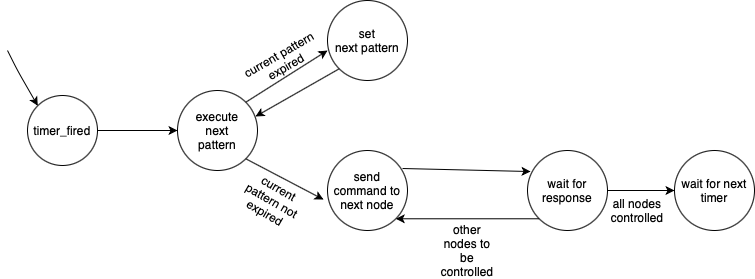 set
next pattern
current pattern
expired
timer_fired
execute
next
pattern
current
pattern not
expired
send
command to
next node
wait for
response
all nodes
controlled
wait for next
timer
other
nodes to
be
controlled